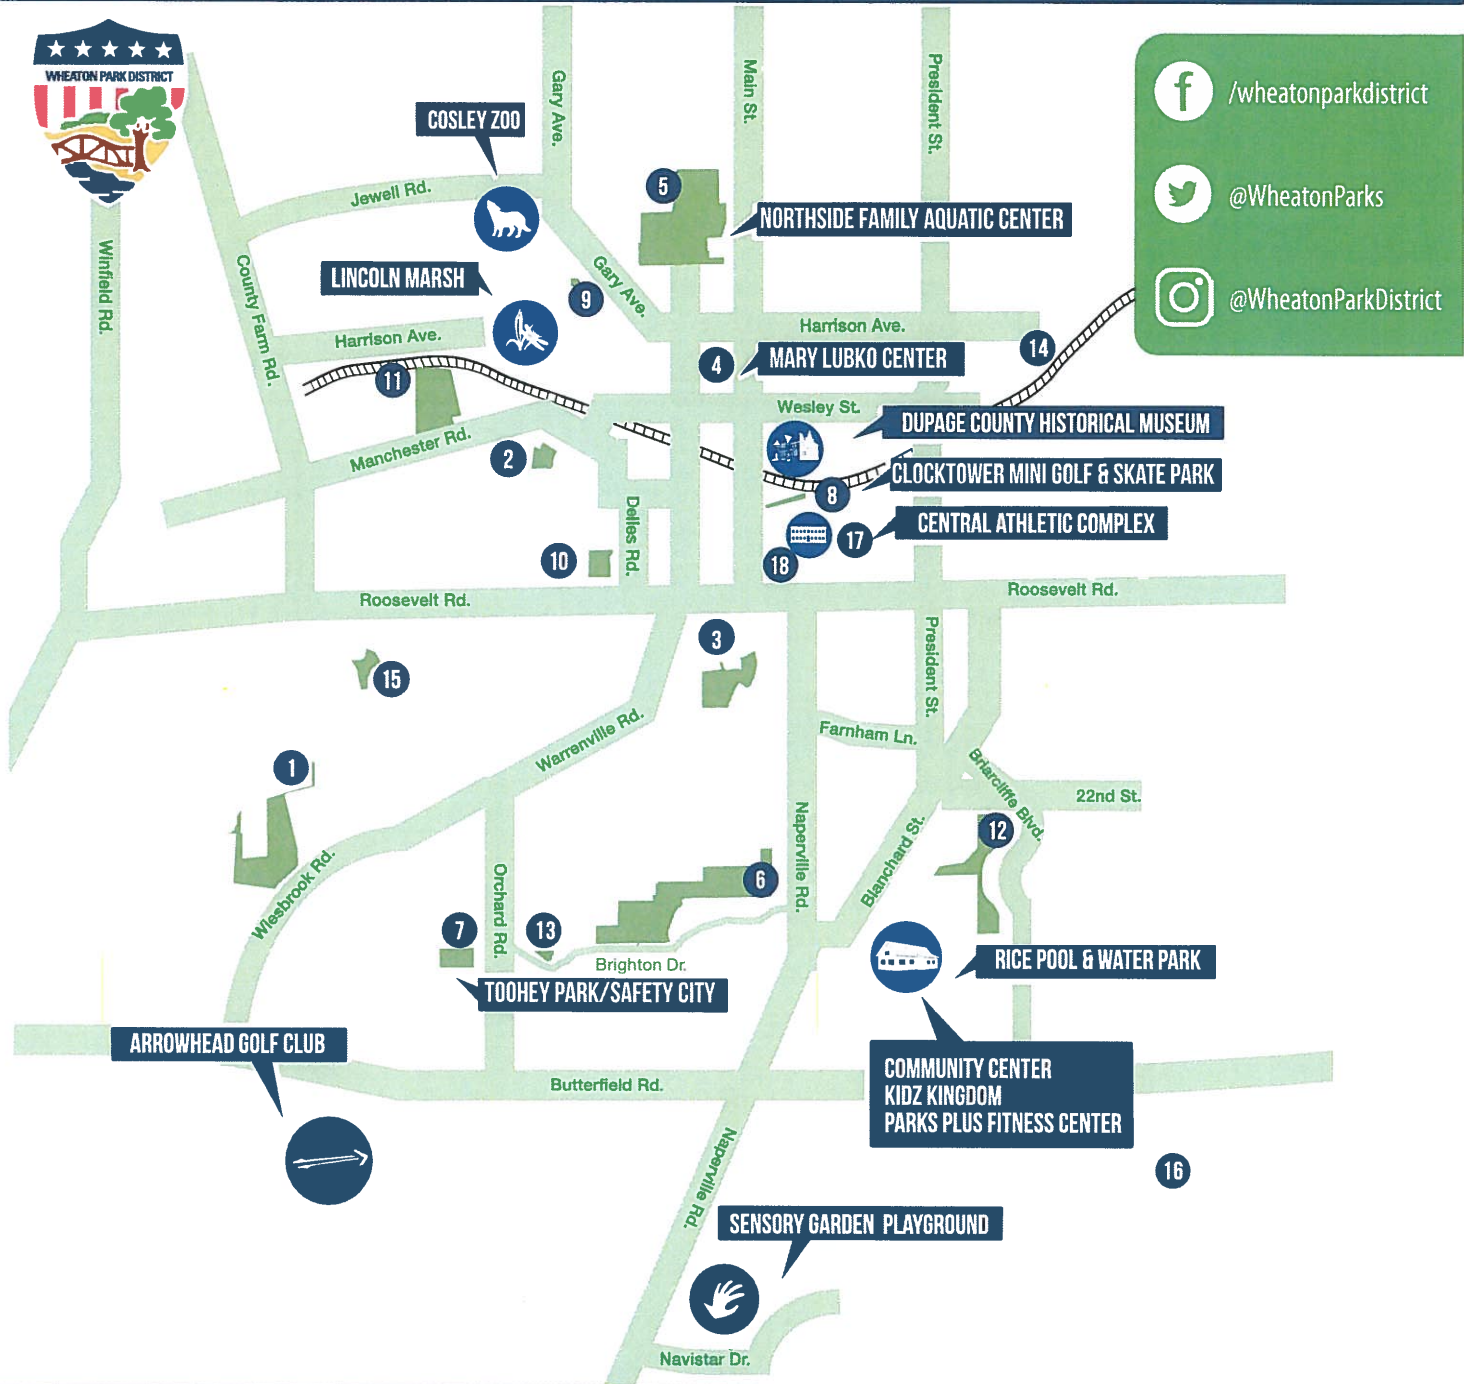 WHEATON PARK DISTRICT
/wheatonparkdistrict
@WheatonParks
@WheatonParkDistrict
Gary Ave.
Main St.
President St.
COSLEY ZOO
Jewell Rd.
5
NORTHSIDE FAMILY AQUATIC CENTER
Winfield Rd.
County Farm Rd.
LINCOLN MARSH
9
Gary Ave.
Harrison Ave.
Harrison Ave.
14
4
MARY LUBKO CENTER
11
Wesley St.
DUPAGE COUNTY HISTORICAL MUSEUM
Manchester Rd.
2
CLOCKTOWER MINI GOLF & SKATE PARK
8
Delles Rd.
CENTRAL ATHLETIC COMPLEX
17
10
18
Roosevelt Rd.
Roosevelt Rd.
3
President St.
15
Warrenville Rd.
Farnham Ln.
1
Briarcliffe Blvd.
22nd St.
12
Naperville Rd.
Blanchard St.
Wiesbrook Rd.
Orchard Rd.
6
7
13
Brighton Dr.
RICE POOL & WATER PARK
TOOHEY PARK/SAFETY CITY
ARROWHEAD GOLF CLUB
Butterfield Rd.
COMMUNITY CENTER
KIDZ KINGDOM
PARKS PLUS FITNESS CENTER
Naperville Rd.
16
SENSORY GARDEN PLAYGROUND
Navistar Dr.